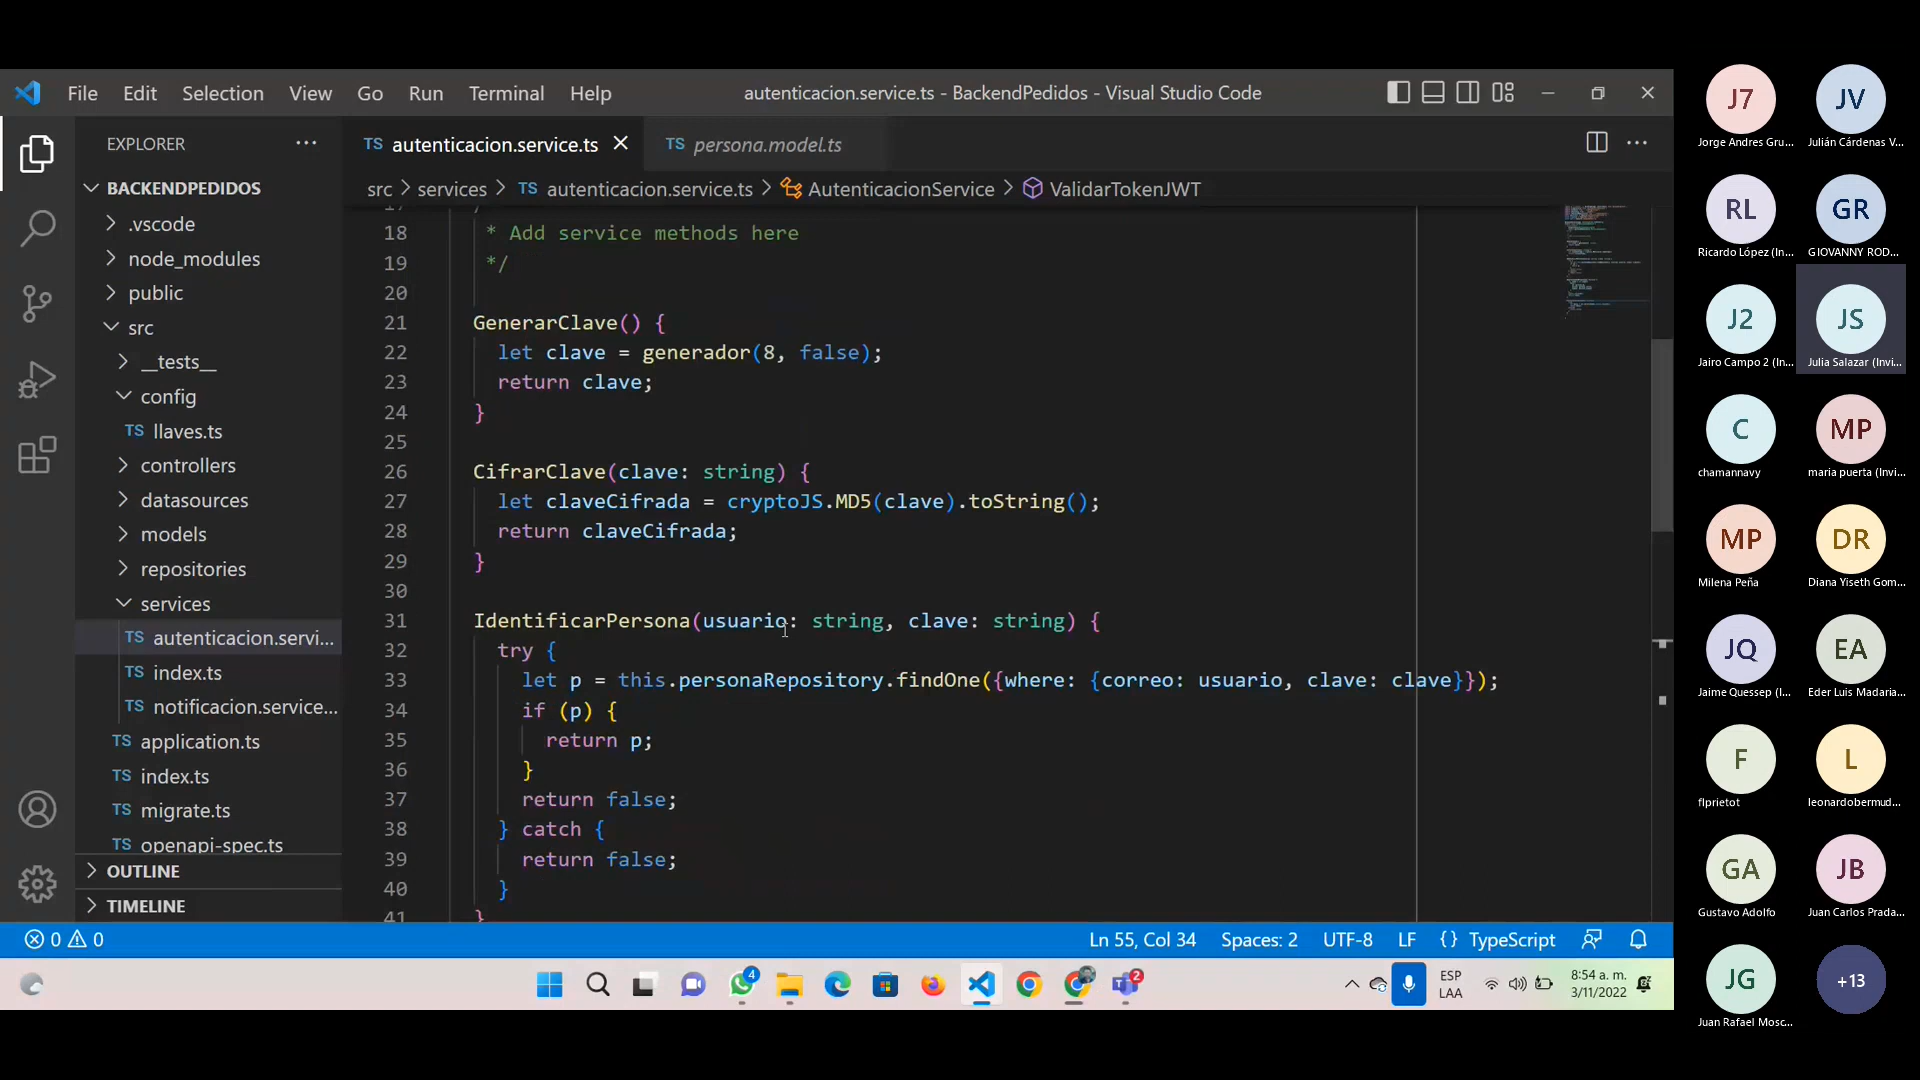 File Edit Selection View Go Run Terminal Help
autenticacion.service.ts - BackendPedidos - Visual Studio Code
EXPLORER
BACKENDPEDIDOS
.vscode
node_modules
public
src
__tests__
config
TS llaves.ts
controllers
datasources
models
repositories
services
TS autenticacion.servi...
TS index.ts
TS notificacion.service...
TS application.ts
TS index.ts
TS migrate.ts
TS openapi-spec.ts
OUTLINE
TIMELINE
TS autenticacion.service.ts
TS persona.model.ts
src > services > TS autenticacion.service.ts > AutenticacionService > ValidarTokenJWT
18 * Add service methods here
19 */
20
21 GenerarClave() {
22 let clave = generador(8, false);
23 return clave;
24 }
25
26 CifrarClave(clave: string) {
27 let claveCifrada = cryptoJS.MD5(clave).toString();
28 return claveCifrada;
29 }
30
31 IdentificarPersona(usuario: string, clave: string) {
32 try {
33 let p = this.personaRepository.findOne({where: {correo: usuario, clave: clave}});
34 if (p) {
35 return p;
36 }
37 return false;
38 } catch {
39 return false;
40 }
41 }
0 0
Ln 55, Col 34 Spaces: 2 UTF-8 LF {} TypeScript
4
2
ESP
LAA
8:54 a. m.
3/11/2022
J7 JV
Jorge Andres Gru... Julián Cárdenas V...
RL GR
Ricardo López (In... GIOVANNY ROD...
J2 JS
Jairo Campo 2 (In... Julia Salazar (Invi...
C MP
chamannavy maria puerta (Invi...
MP DR
Milena Peña Diana Yiseth Gom...
JQ EA
Jaime Quessep (I... Eder Luis Madaria...
F L
flprietot leonardobermud...
GA JB
Gustavo Adolfo Juan Carlos Prada...
JG +13
Juan Rafael Mosc...